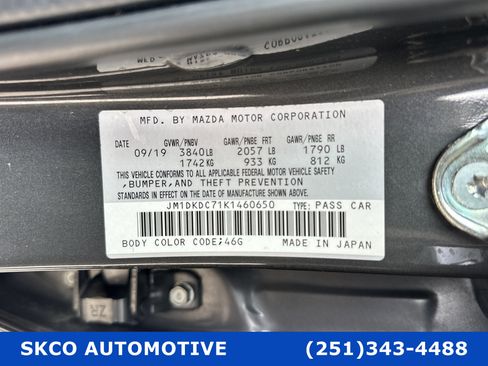 MFD. BY MAZDA MOTOR CORPORATION
DATE GVWR/PNBV GAWR/PNBE FRT GAWR/PNBE RR
09/19 3840LB 2057 LB 1790 LB
1742KG 933 KG 812 KG
THIS VEHICLE CONFORMS TO ALL APPLICABLE FEDERAL MOTOR VEHICLE SAFETY
,BUMPER,AND THEFT PREVENTION
STANDARDS IN EFFECT ON THE DATE OF MANUFACTURE SHOWN ABOVE.
JM1DKDC71K1460650 TYPE: PASS CAR
BODY COLOR CODE;46G MADE IN JAPAN
ZR
SKCO AUTOMOTIVE (251)343-4488